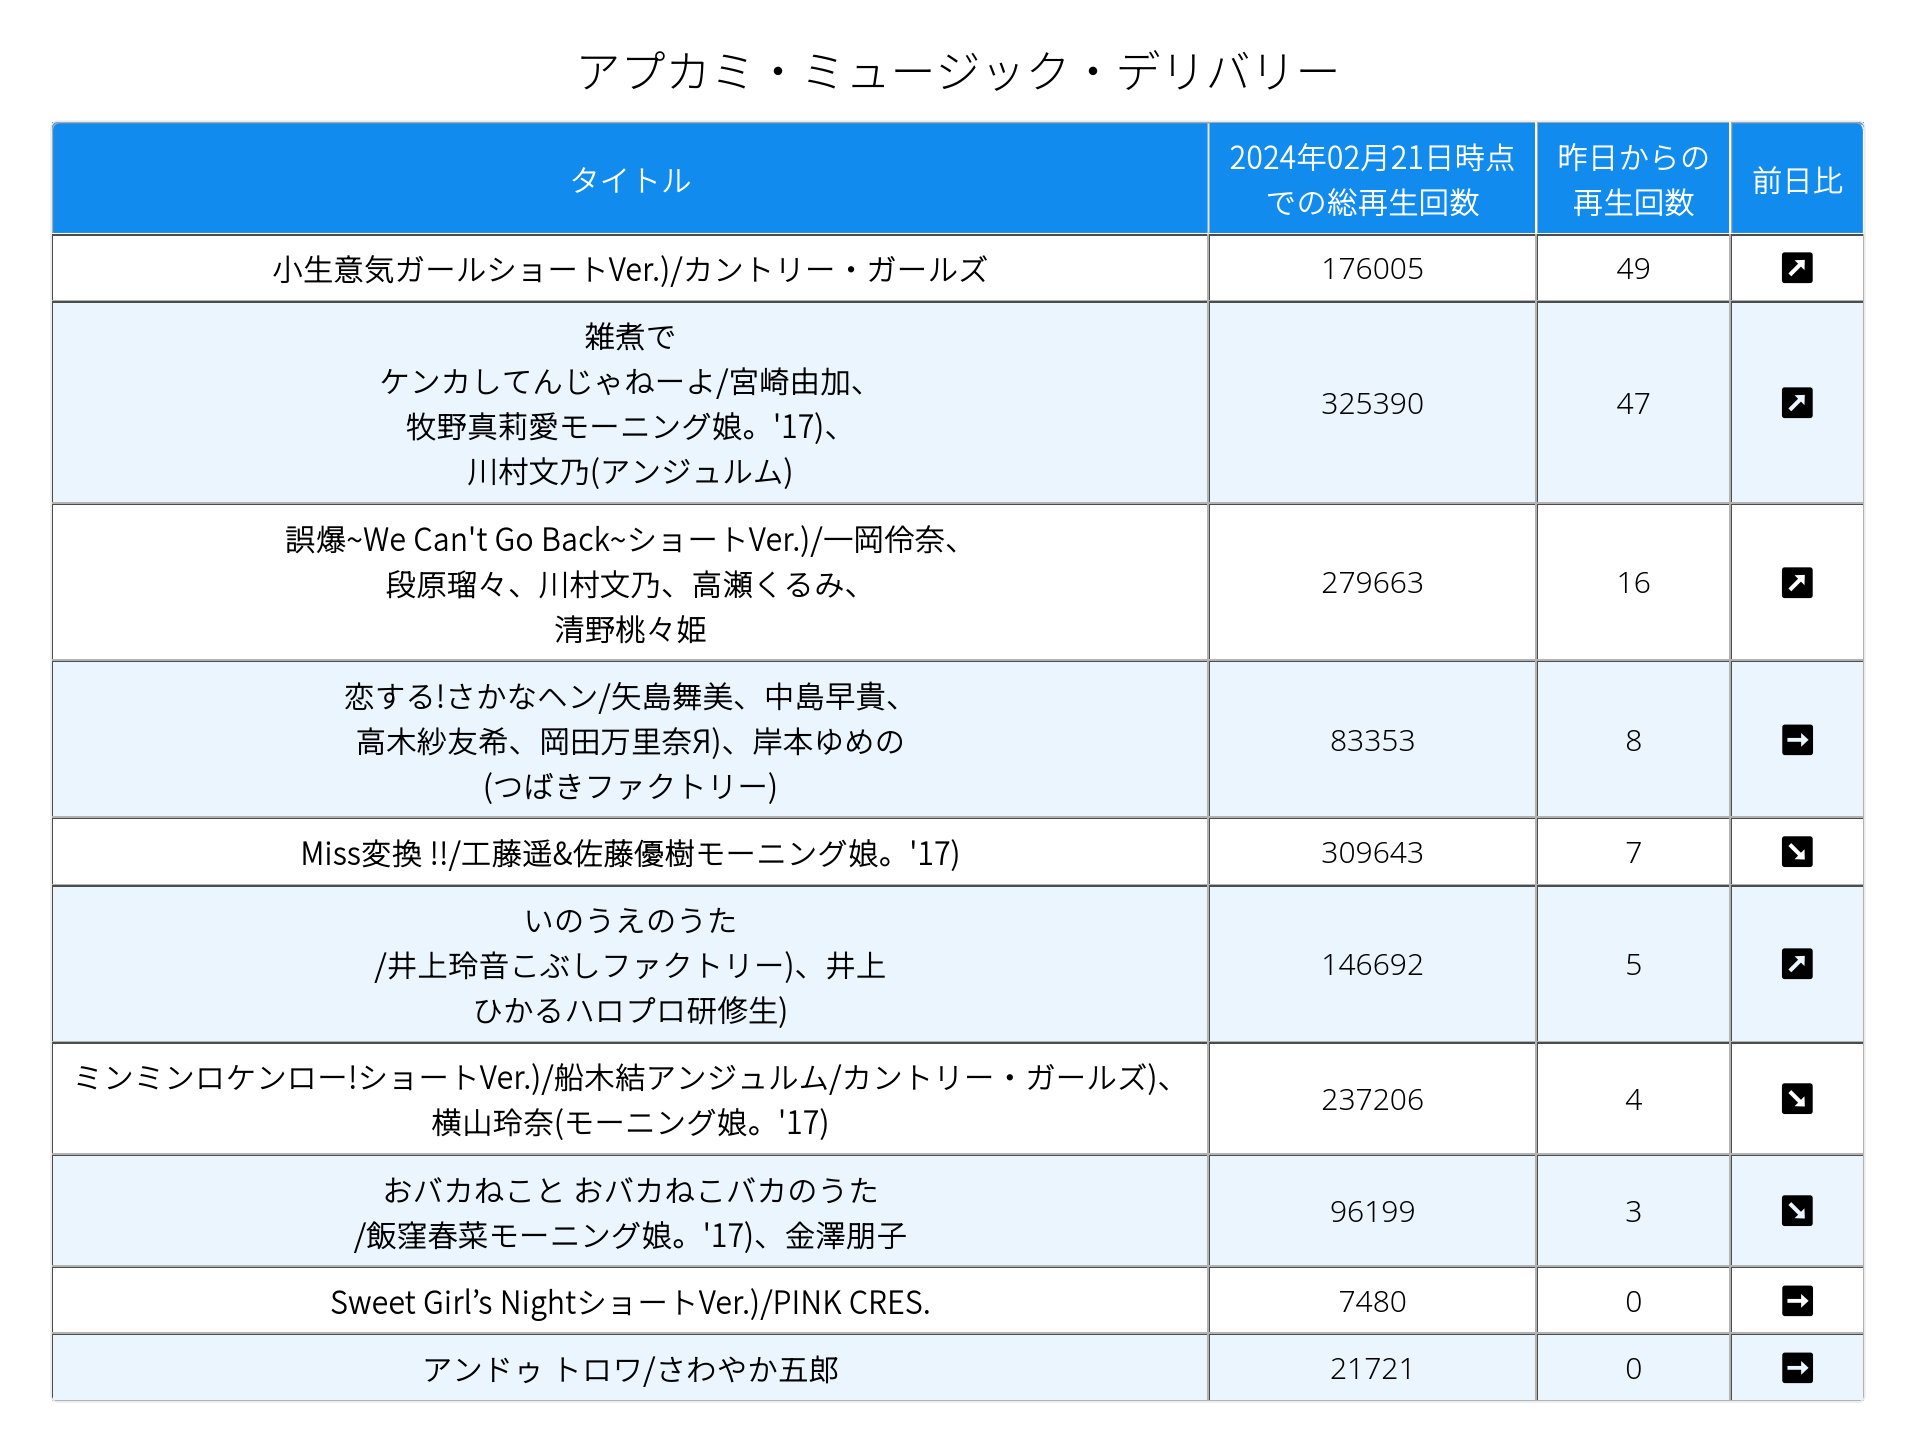 アプカミ・ミュージック・デリバリー
タイトル
2024年02月21日時点
での総再生回数
昨日からの
再生回数
前日比
小生意気ガールショートVer.)/カントリー・ガールズ
176005
49
雑煮で
ケンカしてんじゃねーよ/宮崎由加、
牧野真莉愛モーニング娘。'17)、
川村文乃(アンジュルム)
325390
47
誤爆~We Can't Go Back~ショートVer.)/一岡伶奈、
段原瑠々、川村文乃、高瀬くるみ、
清野桃々姫
279663
16
恋する!さかなヘン/矢島舞美、中島早貴、
高木紗友希、岡田万里奈Я)、岸本ゆめの
(つばきファクトリー)
83353
8
Miss変換 !!/工藤遥&佐藤優樹モーニング娘。'17)
309643
7
いのうえのうた
/井上玲音こぶしファクトリー)、井上
ひかるハロプロ研修生)
146692
5
ミンミンロケンロー!ショートVer.)/船木結アンジュルム/カントリー・ガールズ)、
横山玲奈(モーニング娘。'17)
237206
4
おバカねこと おバカねこバカのうた
/飯窪春菜モーニング娘。'17)、金澤朋子
96199
3
Sweet Girl’s NightショートVer.)/PINK CRES.
7480
0
アンドゥ トロワ/さわやか五郎
21721
0